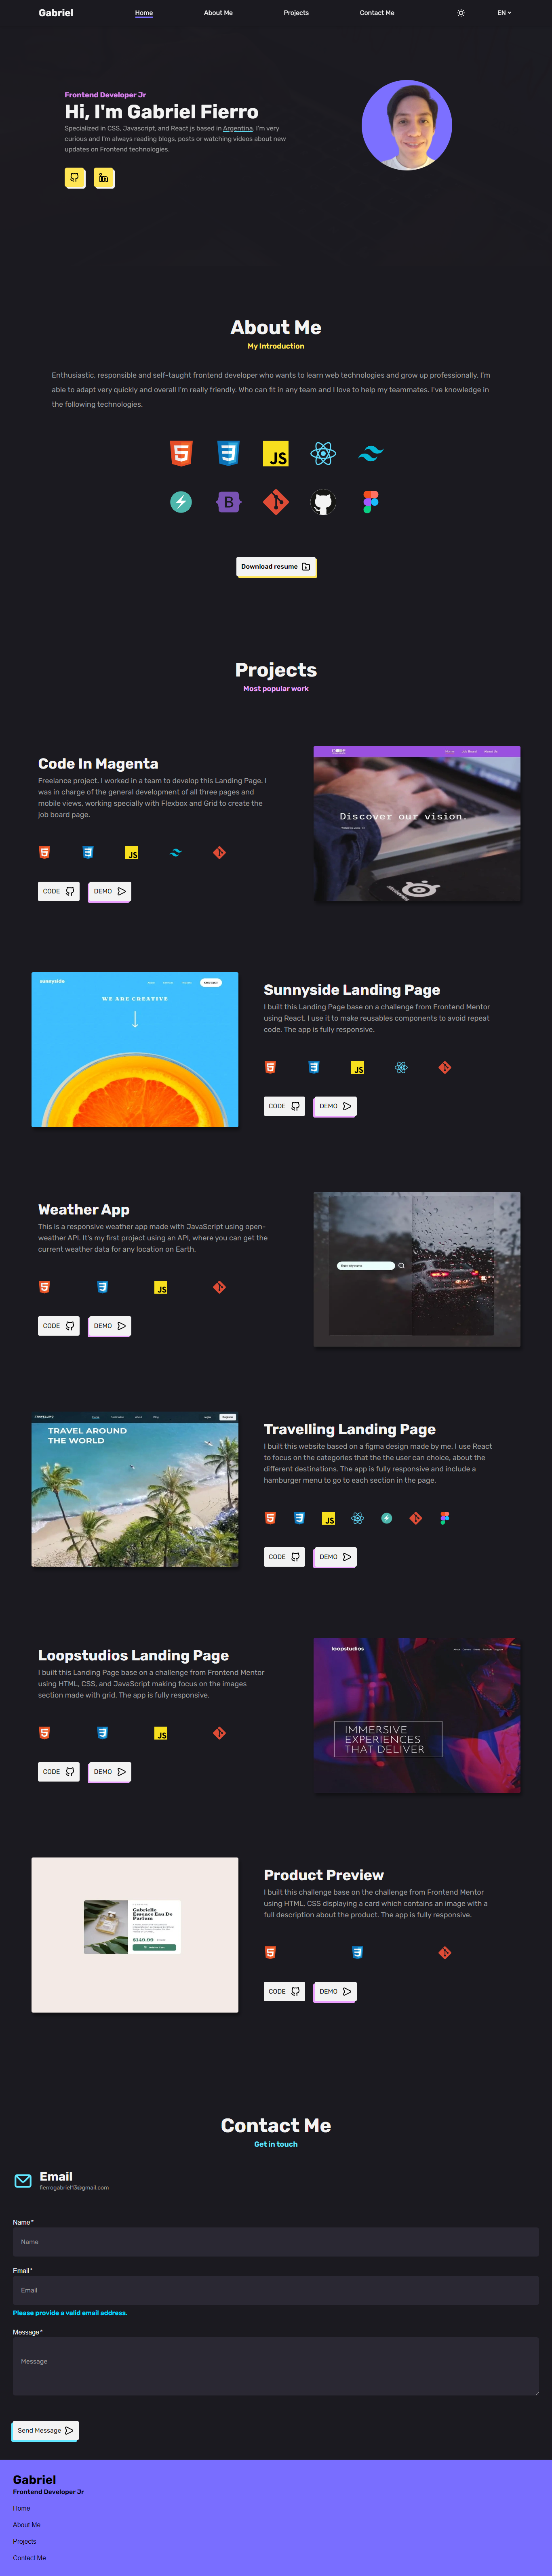 Gabriel
Home
About Me
Projects
Contact Me
EN
Frontend Developer Jr
Hi, I'm Gabriel Fierro
Specialized in CSS, Javascript, and React js based in Argentina. I'm very
curious and I'm always reading blogs, posts or watching videos about new
updates on Frontend technologies.
About Me
My Introduction
Enthusiastic, responsible and self-taught frontend developer who wants to learn web technologies and grow up professionally. I'm
able to adapt very quickly and overall I'm really friendly. Who can fit in any team and I love to help my teammates. I've knowledge in
the following technologies.
JS
B
Download resume
Projects
Most popular work
Code In Magenta
Freelance project. I worked in a team to develop this Landing Page. I
was in charge of the general development of all three pages and
mobile views, working specially with Flexbox and Grid to create the
job board page.
JS
CODE
DEMO
Home
Job Board
About Us
Discover our vision.
sunnyside
CONTACT
WE ARE CREATIVE
Sunnyside Landing Page
I built this Landing Page base on a challenge from Frontend Mentor
using React. I use it to make reusables components to avoid repeat
code. The app is fully responsive.
JS
CODE
DEMO
Weather App
This is a responsive weather app made with JavaScript using open-
weather API. It's my first project using an API, where you can get the
current weather data for any location on Earth.
JS
CODE
DEMO
Enter city name
TRAVELLING
Home
About
Blog
Login
Register
TRAVEL AROUND
THE WORLD
Travelling Landing Page
I built this website based on a figma design made by me. I use React
to focus on the categories that the the user can choice, about the
different destinations. The app is fully responsive and include a
hamburger menu to go to each section in the page.
JS
CODE
DEMO
Loopstudios Landing Page
I built this Landing Page base on a challenge from Frontend Mentor
using HTML, CSS, and JavaScript making focus on the images
section made with grid. The app is fully responsive.
JS
CODE
DEMO
loopstudios
About
Careers
Events
Products
Support
IMMERSIVE
EXPERIENCES
THAT DELIVER
Gabrielle
Essence Eau De
Parfum
$149.99
Product Preview
I built this challenge base on the challenge from Frontend Mentor
using HTML, CSS displaying a card which contains an image with a
full description about the product. The app is fully responsive.
CODE
DEMO
Contact Me
Get in touch
Email
fierrogabriel13@gmail.com
Name*
Name
Email*
Email
Please provide a valid email address.
Message*
Message
Send Message
Gabriel
Frontend Developer Jr
Home
About Me
Projects
Contact Me